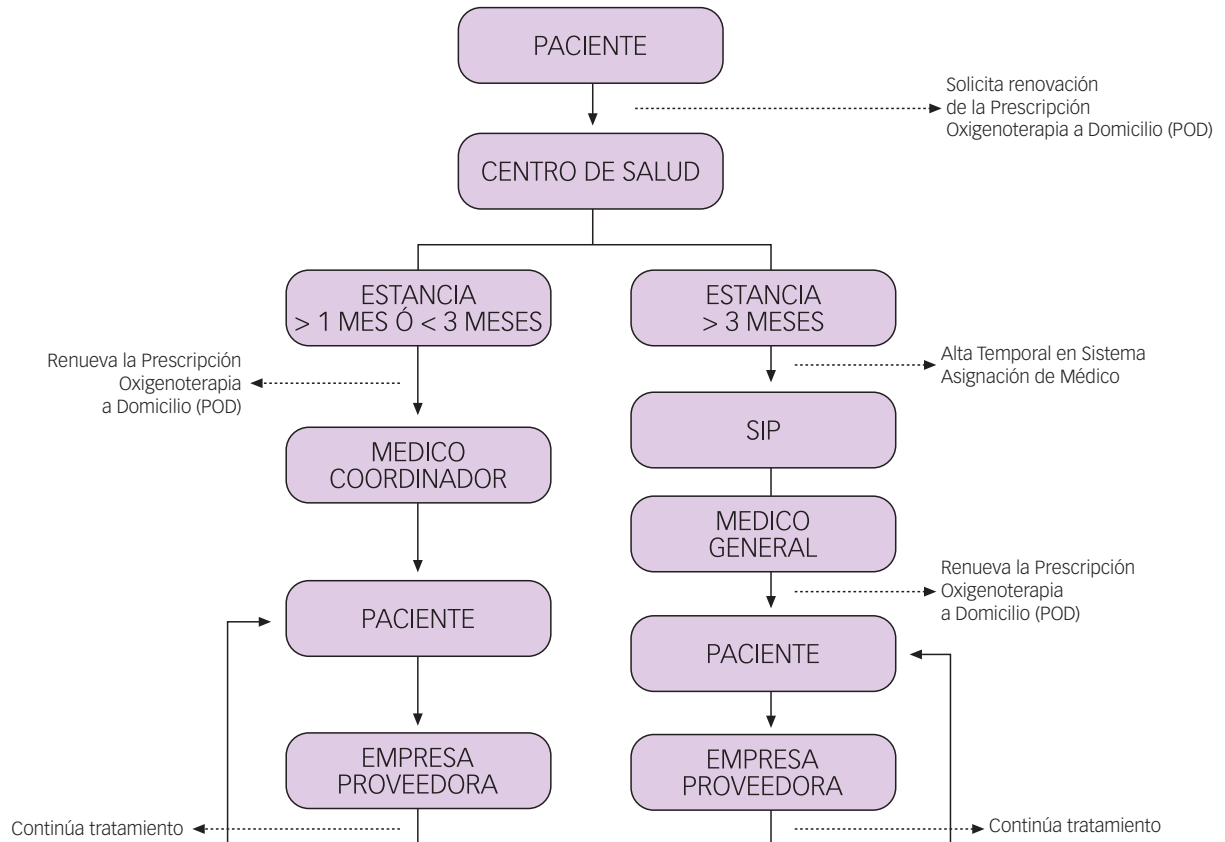 PACIENTE
Solicita renovación
de la Prescripción
Oxigenoterapia a Domicilio (POD)
CENTRO DE SALUD
ESTANCIA
> 1 MES Ó < 3 MESES
ESTANCIA
> 3 MESES
Renueva la Prescripción
Oxigenoterapia
a Domicilio (POD)
Alta Temporal en Sistema
Asignación de Médico
MEDICO
COORDINADOR
SIP
MEDICO
GENERAL
Renueva la Prescripción
Oxigenoterapia
a Domicilio (POD)
PACIENTE
PACIENTE
EMPRESA
PROVEEDORA
EMPRESA
PROVEEDORA
Continúa tratamiento
Continúa tratamiento